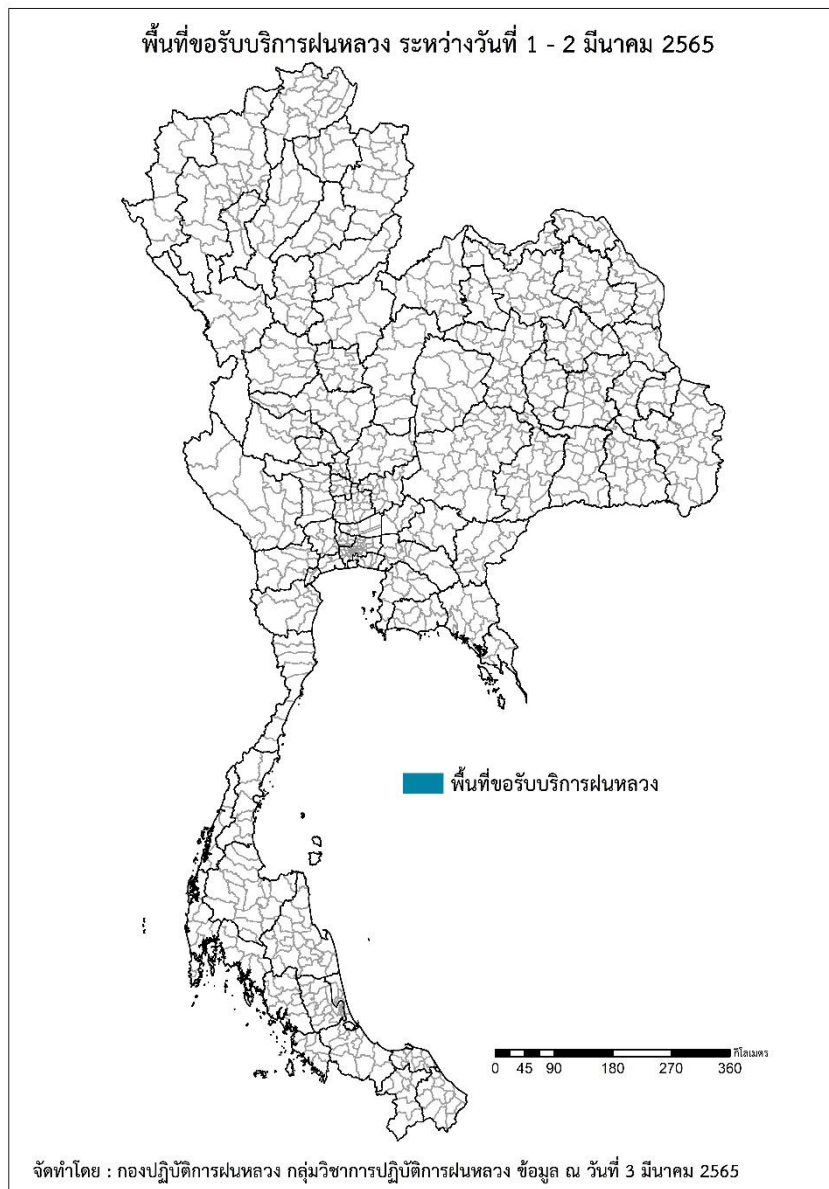 พื้นที่ขอรับบริการฝนหลวง ระหว่างวันที่ 1 - 2 มีนาคม 2565
พื้นที่ขอรับบริการฝนหลวง
กิโลเมตร
0 45 90 180 270 360
จัดทำโดย : กองปฏิบัติการฝนหลวง กลุ่มวิชาการปฏิบัติการฝนหลวง ข้อมูล ณ วันที่ 3 มีนาคม 2565